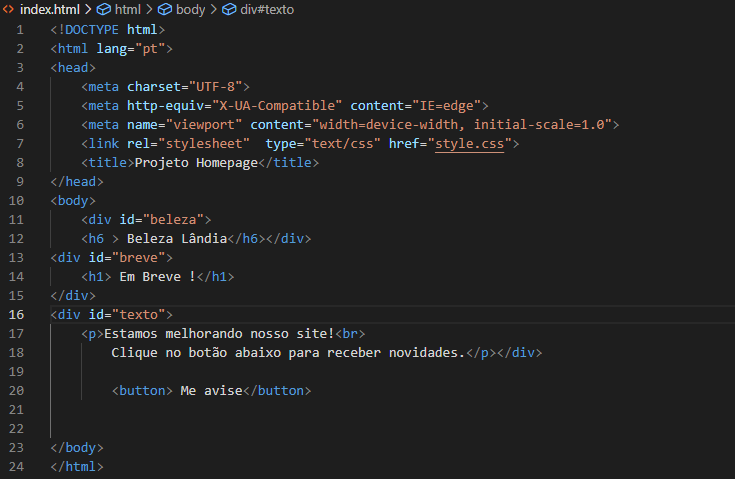 index.html > html > body > div#texto
1 <!DOCTYPE html>
2 <html lang="pt">
3 <head>
4     <meta charset="UTF-8">
5     <meta http-equiv="X-UA-Compatible" content="IE=edge">
6     <meta name="viewport" content="width=device-width, initial-scale=1.0">
7     <link rel="stylesheet"  type="text/css" href="style.css">
8     <title>Projeto Homepage</title>
9 </head>
10 <body>
11     <div id="beleza">
12     <h6 > Beleza Lândia</h6></div>
13 <div id="breve">
14     <h1> Em Breve !</h1>
15 </div>
16 <div id="texto">
17     <p>Estamos melhorando nosso site!<br>
18         Clique no botão abaixo para receber novidades.</p></div>
19
20         <button> Me avise</button>
21
22
23 </body>
24 </html>